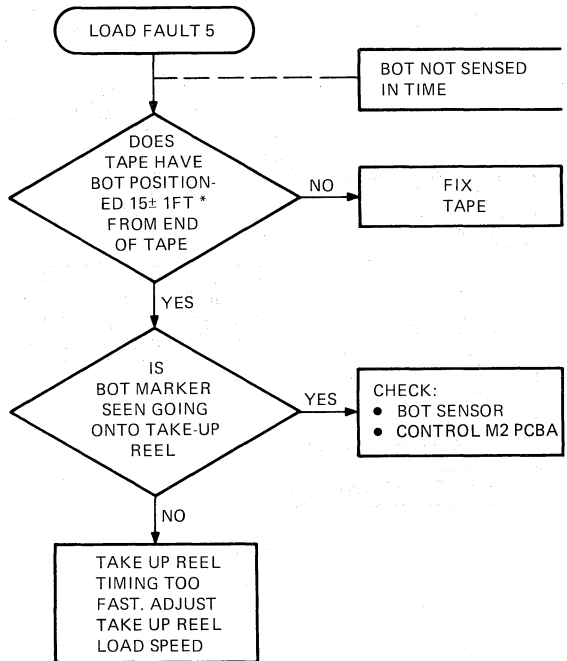 LOAD FAULT 5
BOT NOT SENSED
IN TIME
DOES
TAPE HAVE
BOT POSITION-
ED 15± 1FT *
FROM END
OF TAPE
NO
FIX
TAPE
YES
IS
BOT MARKER
SEEN GOING
ONTO TAKE-UP
REEL
YES
CHECK:
● BOT SENSOR
● CONTROL M2 PCBA
NO
TAKE UP REEL
TIMING TOO
FAST. ADJUST
TAKE UP REEL
LOAD SPEED